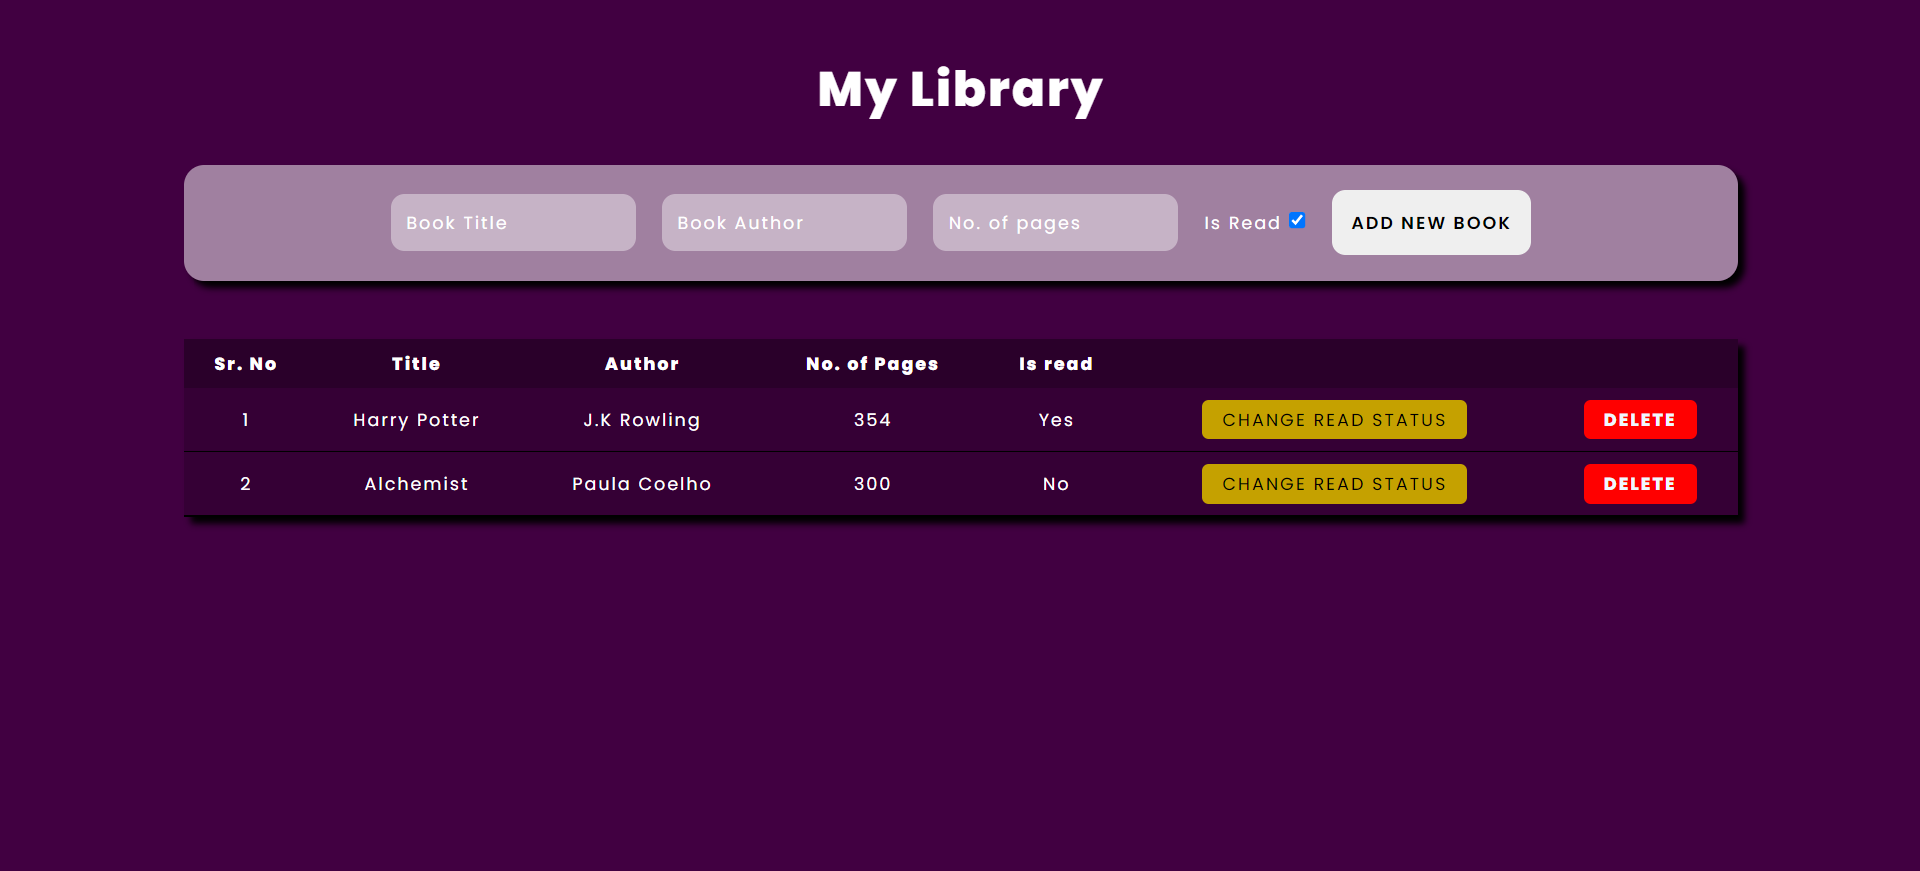 My Library
Book Title Book Author No. of pages Is Read ADD NEW BOOK
Sr. No Title Author No. of Pages Is read
1 Harry Potter J.K Rowling 354 Yes CHANGE READ STATUS DELETE
2 Alchemist Paula Coelho 300 No CHANGE READ STATUS DELETE